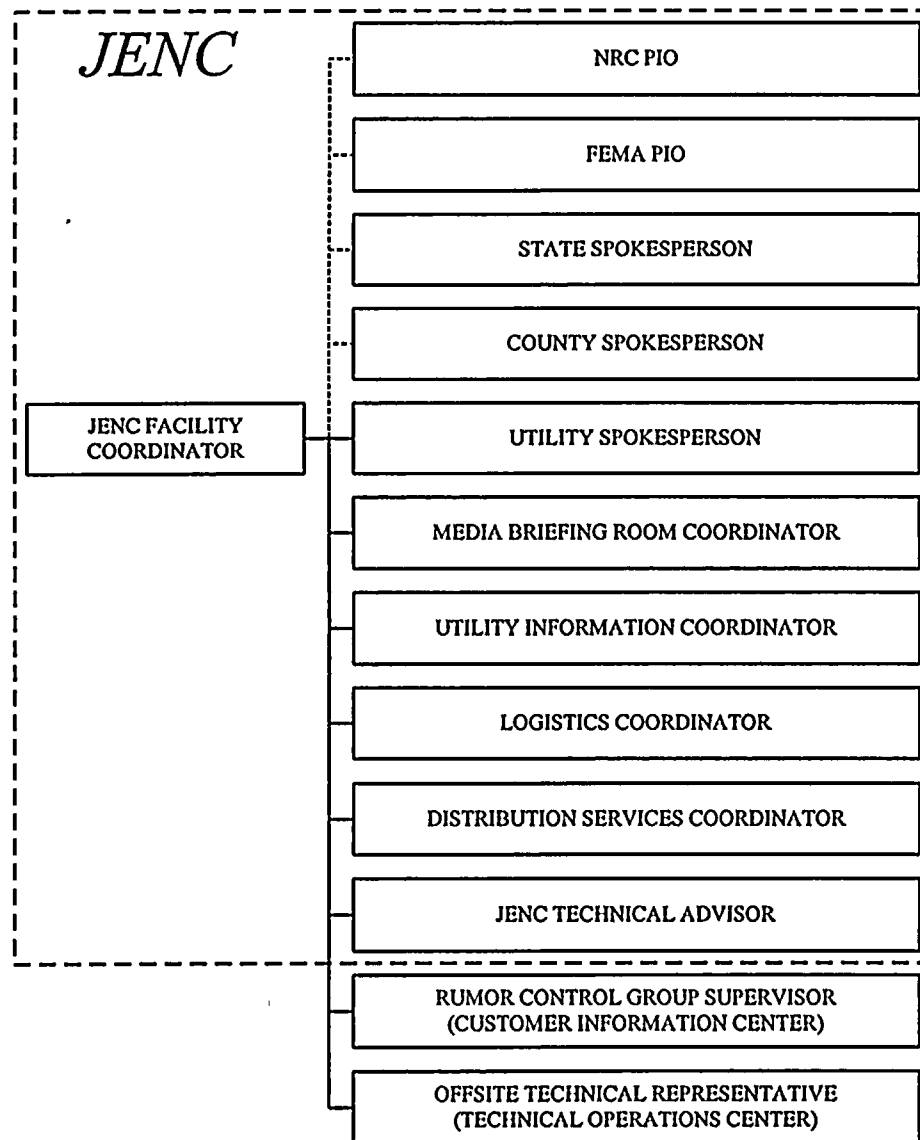 JENC
NRC PIO
FEMA PIO
STATE SPOKESPERSON
COUNTY SPOKESPERSON
JENC FACILITY
COORDINATOR
UTILITY SPOKESPERSON
MEDIA BRIEFING ROOM COORDINATOR
UTILITY INFORMATION COORDINATOR
LOGISTICS COORDINATOR
DISTRIBUTION SERVICES COORDINATOR
JENC TECHNICAL ADVISOR
RUMOR CONTROL GROUP SUPERVISOR
(CUSTOMER INFORMATION CENTER)
OFFSITE TECHNICAL REPRESENTATIVE
(TECHNICAL OPERATIONS CENTER)